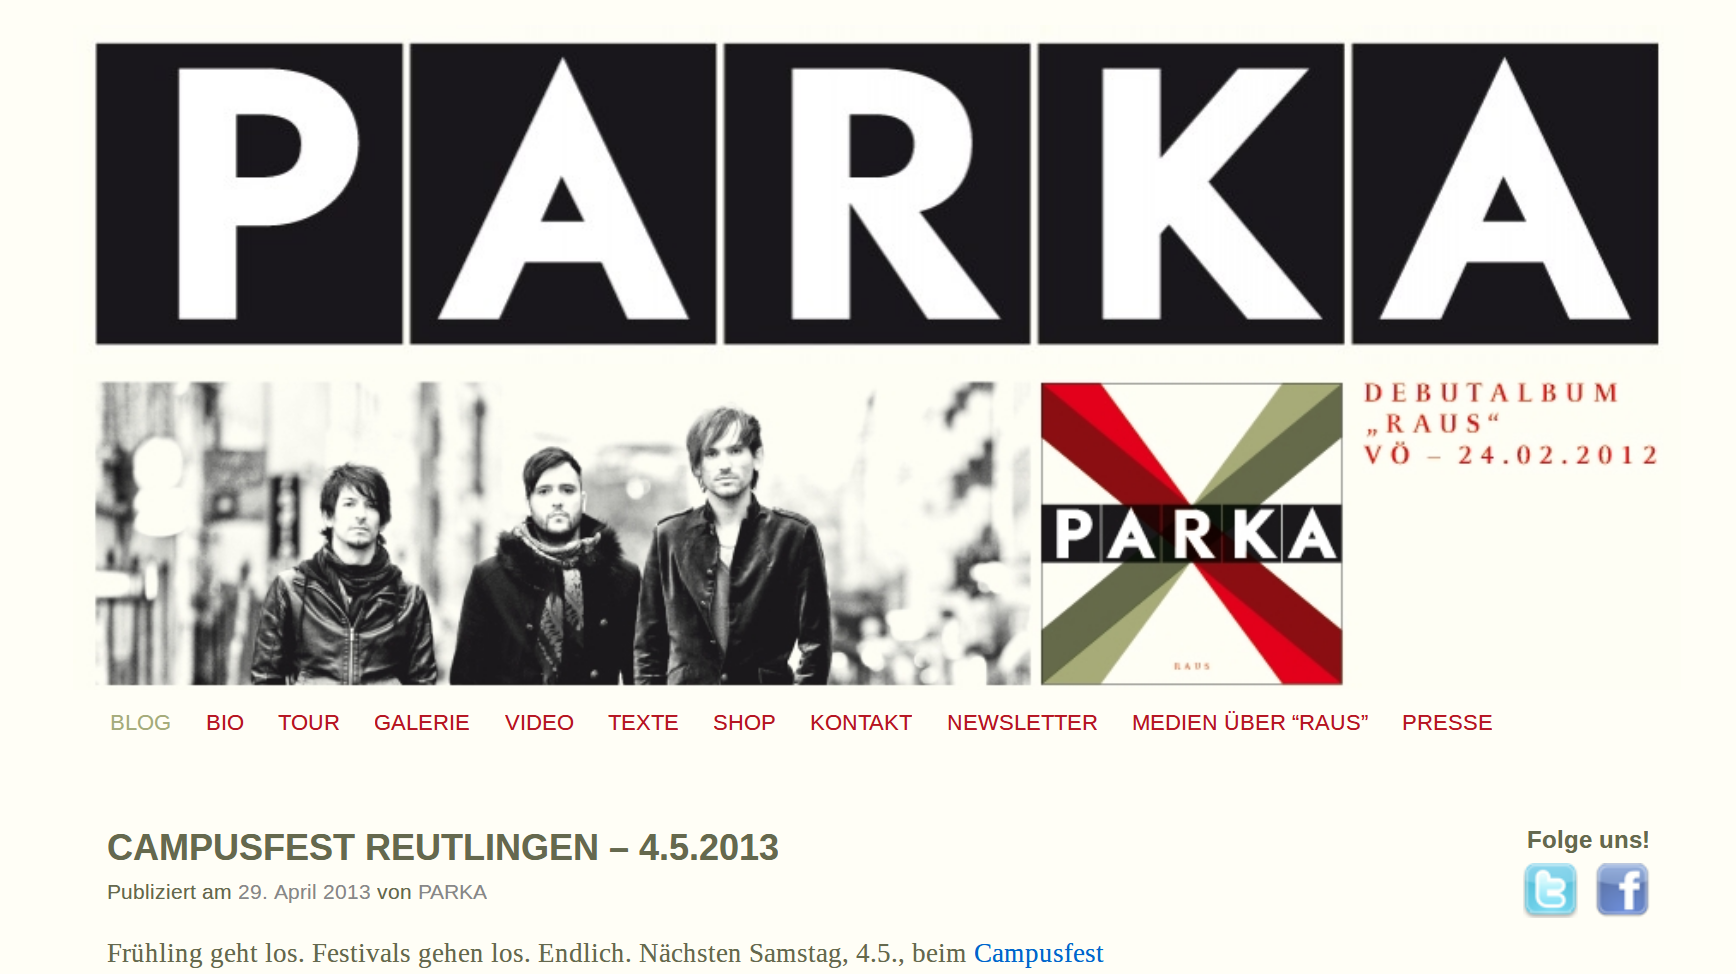 PARKA
DEBUTALBUM
„RAUS“
VÖ – 24.02.2012
PARKA
RAUS
BLOG BIO TOUR GALERIE VIDEO TEXTE SHOP KONTAKT NEWSLETTER MEDIEN ÜBER “RAUS” PRESSE
CAMPUSFEST REUTLINGEN – 4.5.2013
Folge uns!
Publiziert am 29. April 2013 von PARKA
Frühling geht los. Festivals gehen los. Endlich. Nächsten Samstag, 4.5., beim Campusfest